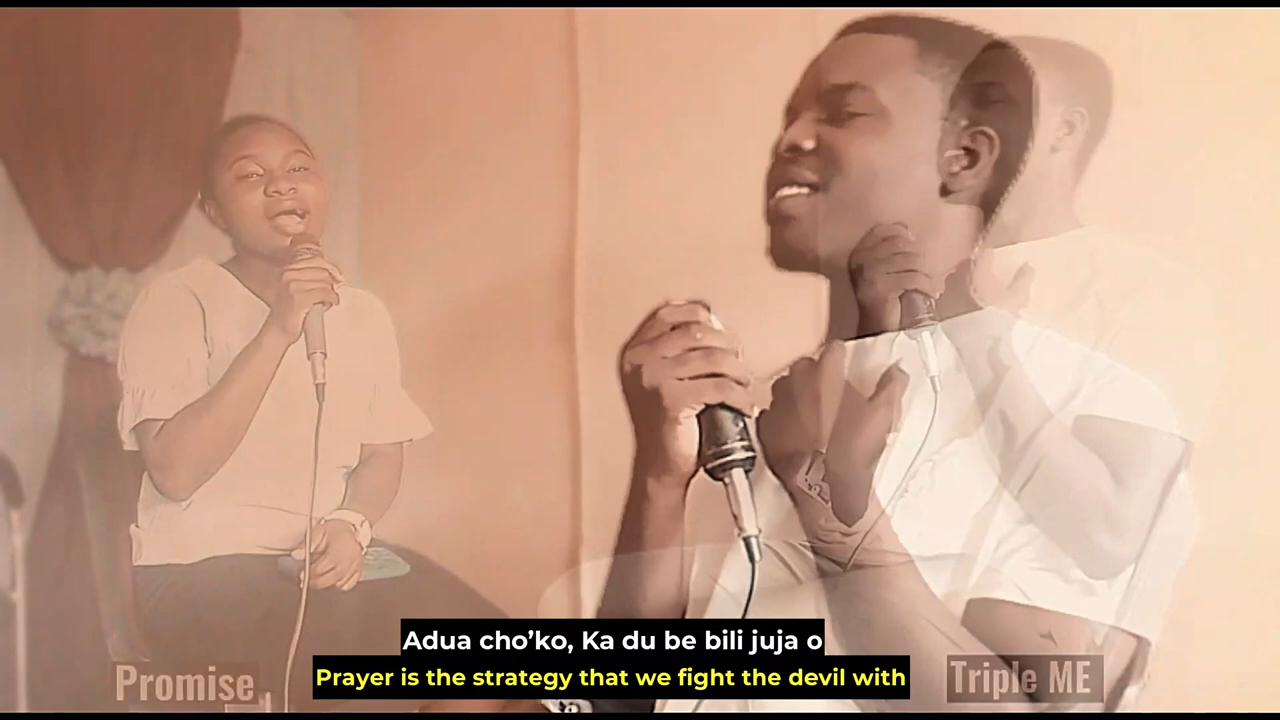 Adua cho’ko, Ka du be bili juja o
Prayer is the strategy that we fight the devil with
Promise
Triple ME